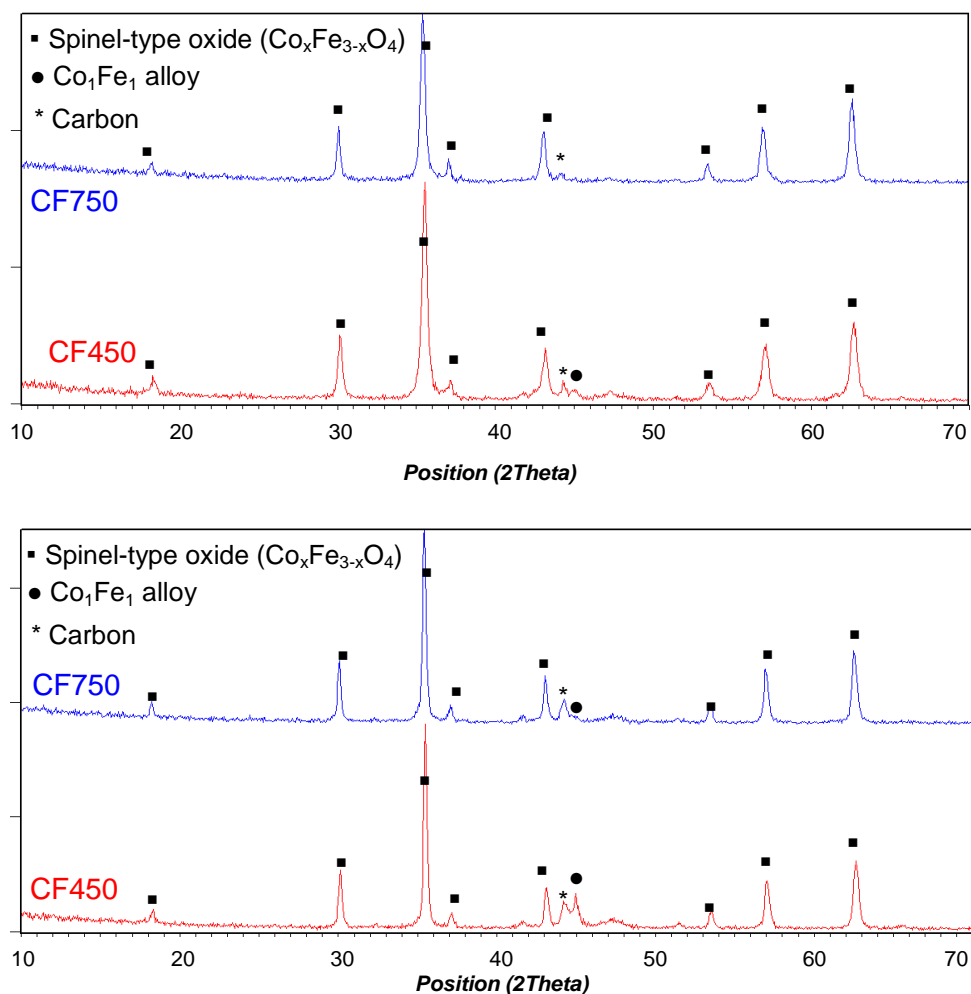 ▪ Spinel-type oxide (CoₓFe₃₋ₓO₄)
● Co₁Fe₁ alloy
* Carbon
CF750
CF450
10 20 30 40 50 60 70
Position (2Theta)
▪ Spinel-type oxide (CoₓFe₃₋ₓO₄)
● Co₁Fe₁ alloy
* Carbon
CF750
CF450
10 20 30 40 50 60 70
Position (2Theta)